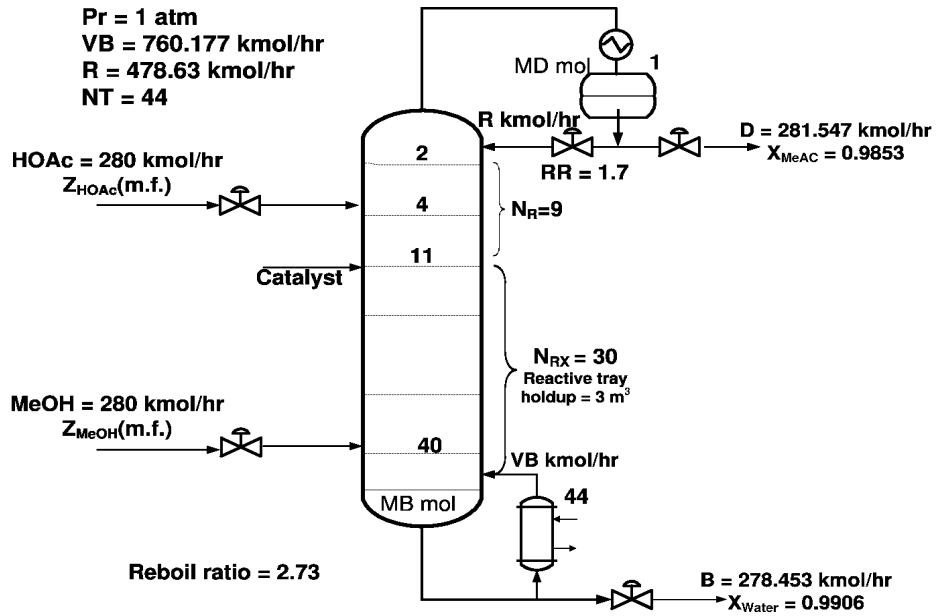 Pr = 1 atm
VB = 760.177 kmol/hr
R = 478.63 kmol/hr
NT = 44
MD mol
1
R kmol/hr
D = 281.547 kmol/hr
X_MeAC = 0.9853
RR = 1.7
HOAc = 280 kmol/hr
Z_HOAc(m.f.)
2
4
N_R=9
11
Catalyst
N_RX = 30
Reactive tray
holdup = 3 m³
MeOH = 280 kmol/hr
Z_MeOH(m.f.)
40
VB kmol/hr
44
MB mol
Reboil ratio = 2.73
B = 278.453 kmol/hr
X_Water = 0.9906